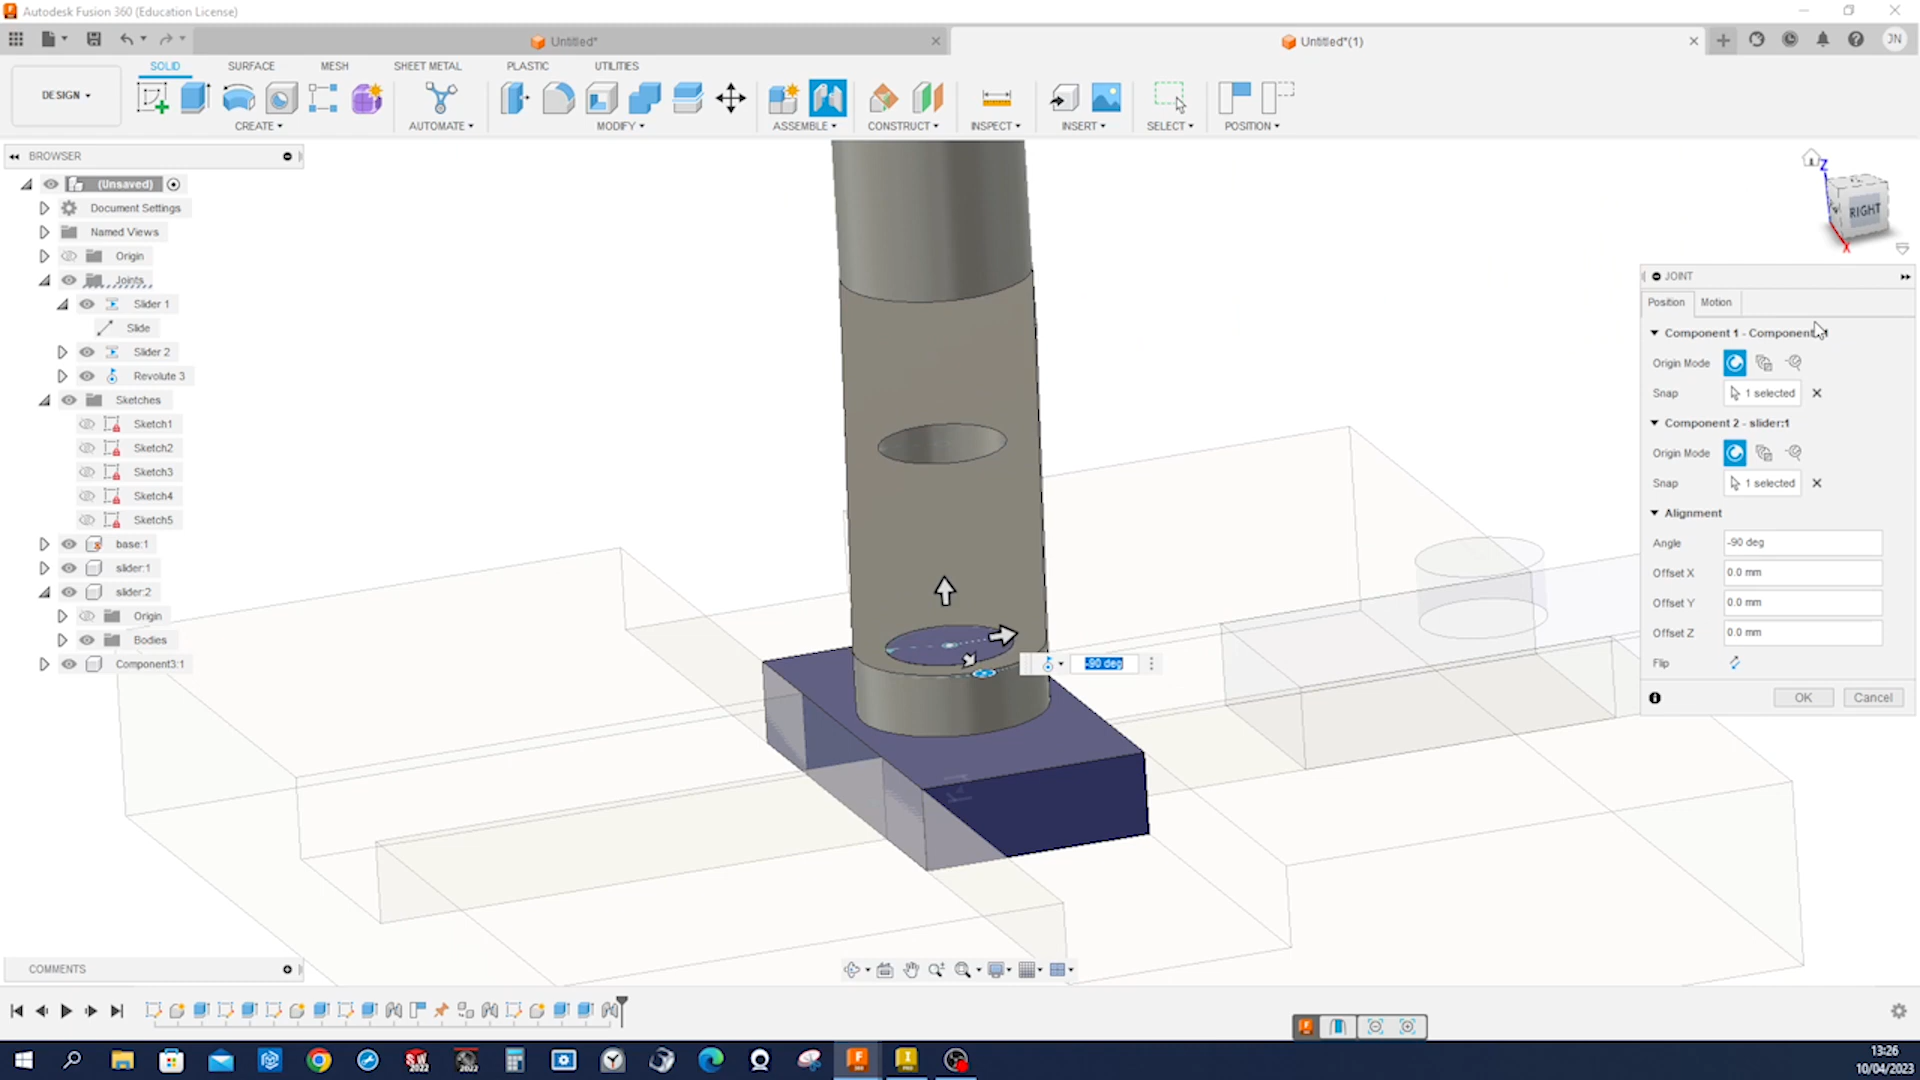 Autodesk Fusion 360 (Education License)
Untitled*
Untitled*(1)
JN
DESIGN
SOLID
SURFACE
MESH
SHEET METAL
PLASTIC
UTILITIES
CREATE
AUTOMATE
MODIFY
ASSEMBLE
CONSTRUCT
INSPECT
INSERT
SELECT
POSITION
BROWSER
(Unsaved)
Document Settings
Named Views
Origin
Joints
Slider 1
Slide
Slider 2
Revolute 3
Sketches
Sketch1
Sketch2
Sketch3
Sketch4
Sketch5
base:1
slider:1
slider:2
Origin
Bodies
Component3:1
-90 deg
Z
RIGHT
X
JOINT
Position
Motion
Component 1 - Component
Origin Mode
Snap
1 selected
Component 2 - slider:1
Origin Mode
Snap
1 selected
Alignment
Angle
-90 deg
Offset X
0.0 mm
Offset Y
0.0 mm
Offset Z
0.0 mm
Flip
OK
Cancel
COMMENTS
13:26
10/04/2023